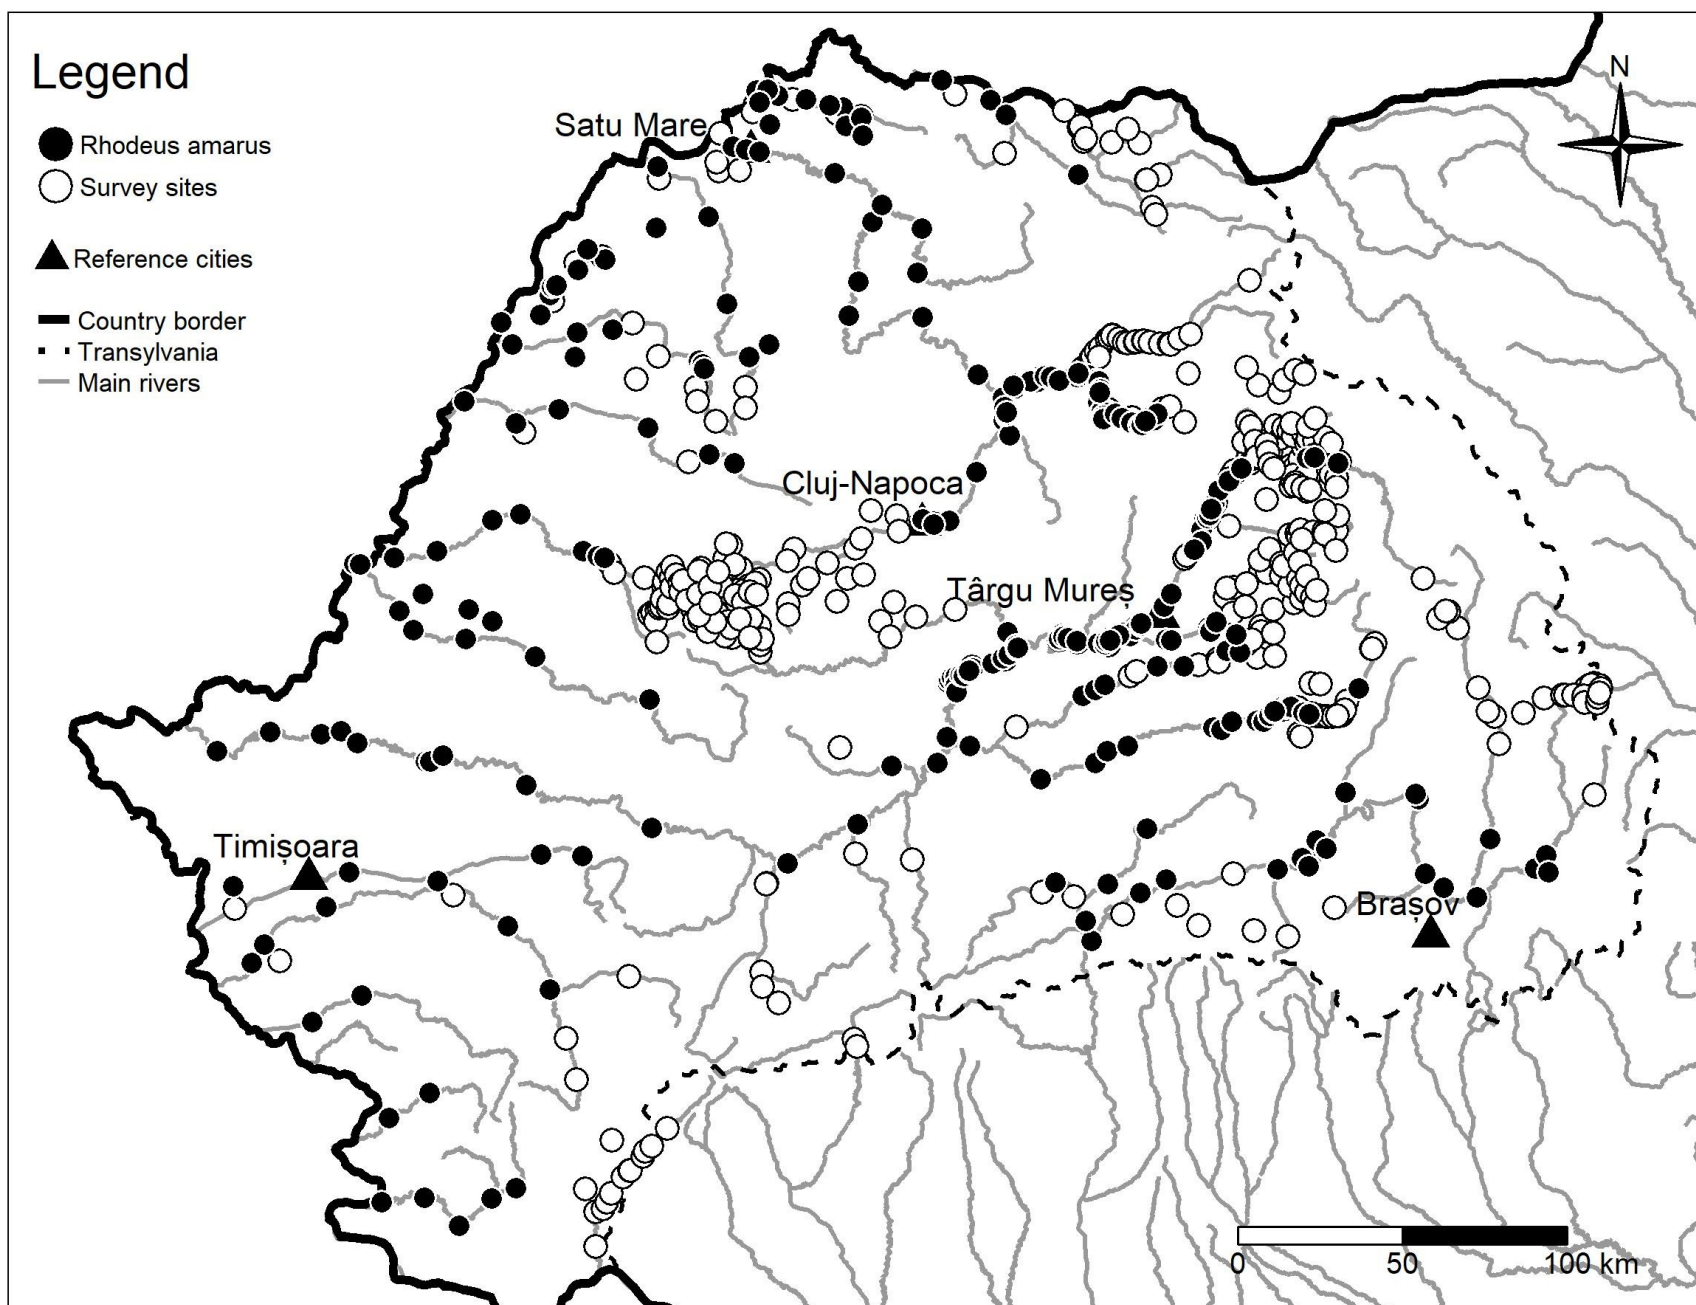 Legend
Rhodeus amarus
Survey sites
Reference cities
Country border
Transylvania
Main rivers
N
Satu Mare
Cluj-Napoca
Târgu Mureș
Timișoara
Brașov
0 50 100 km